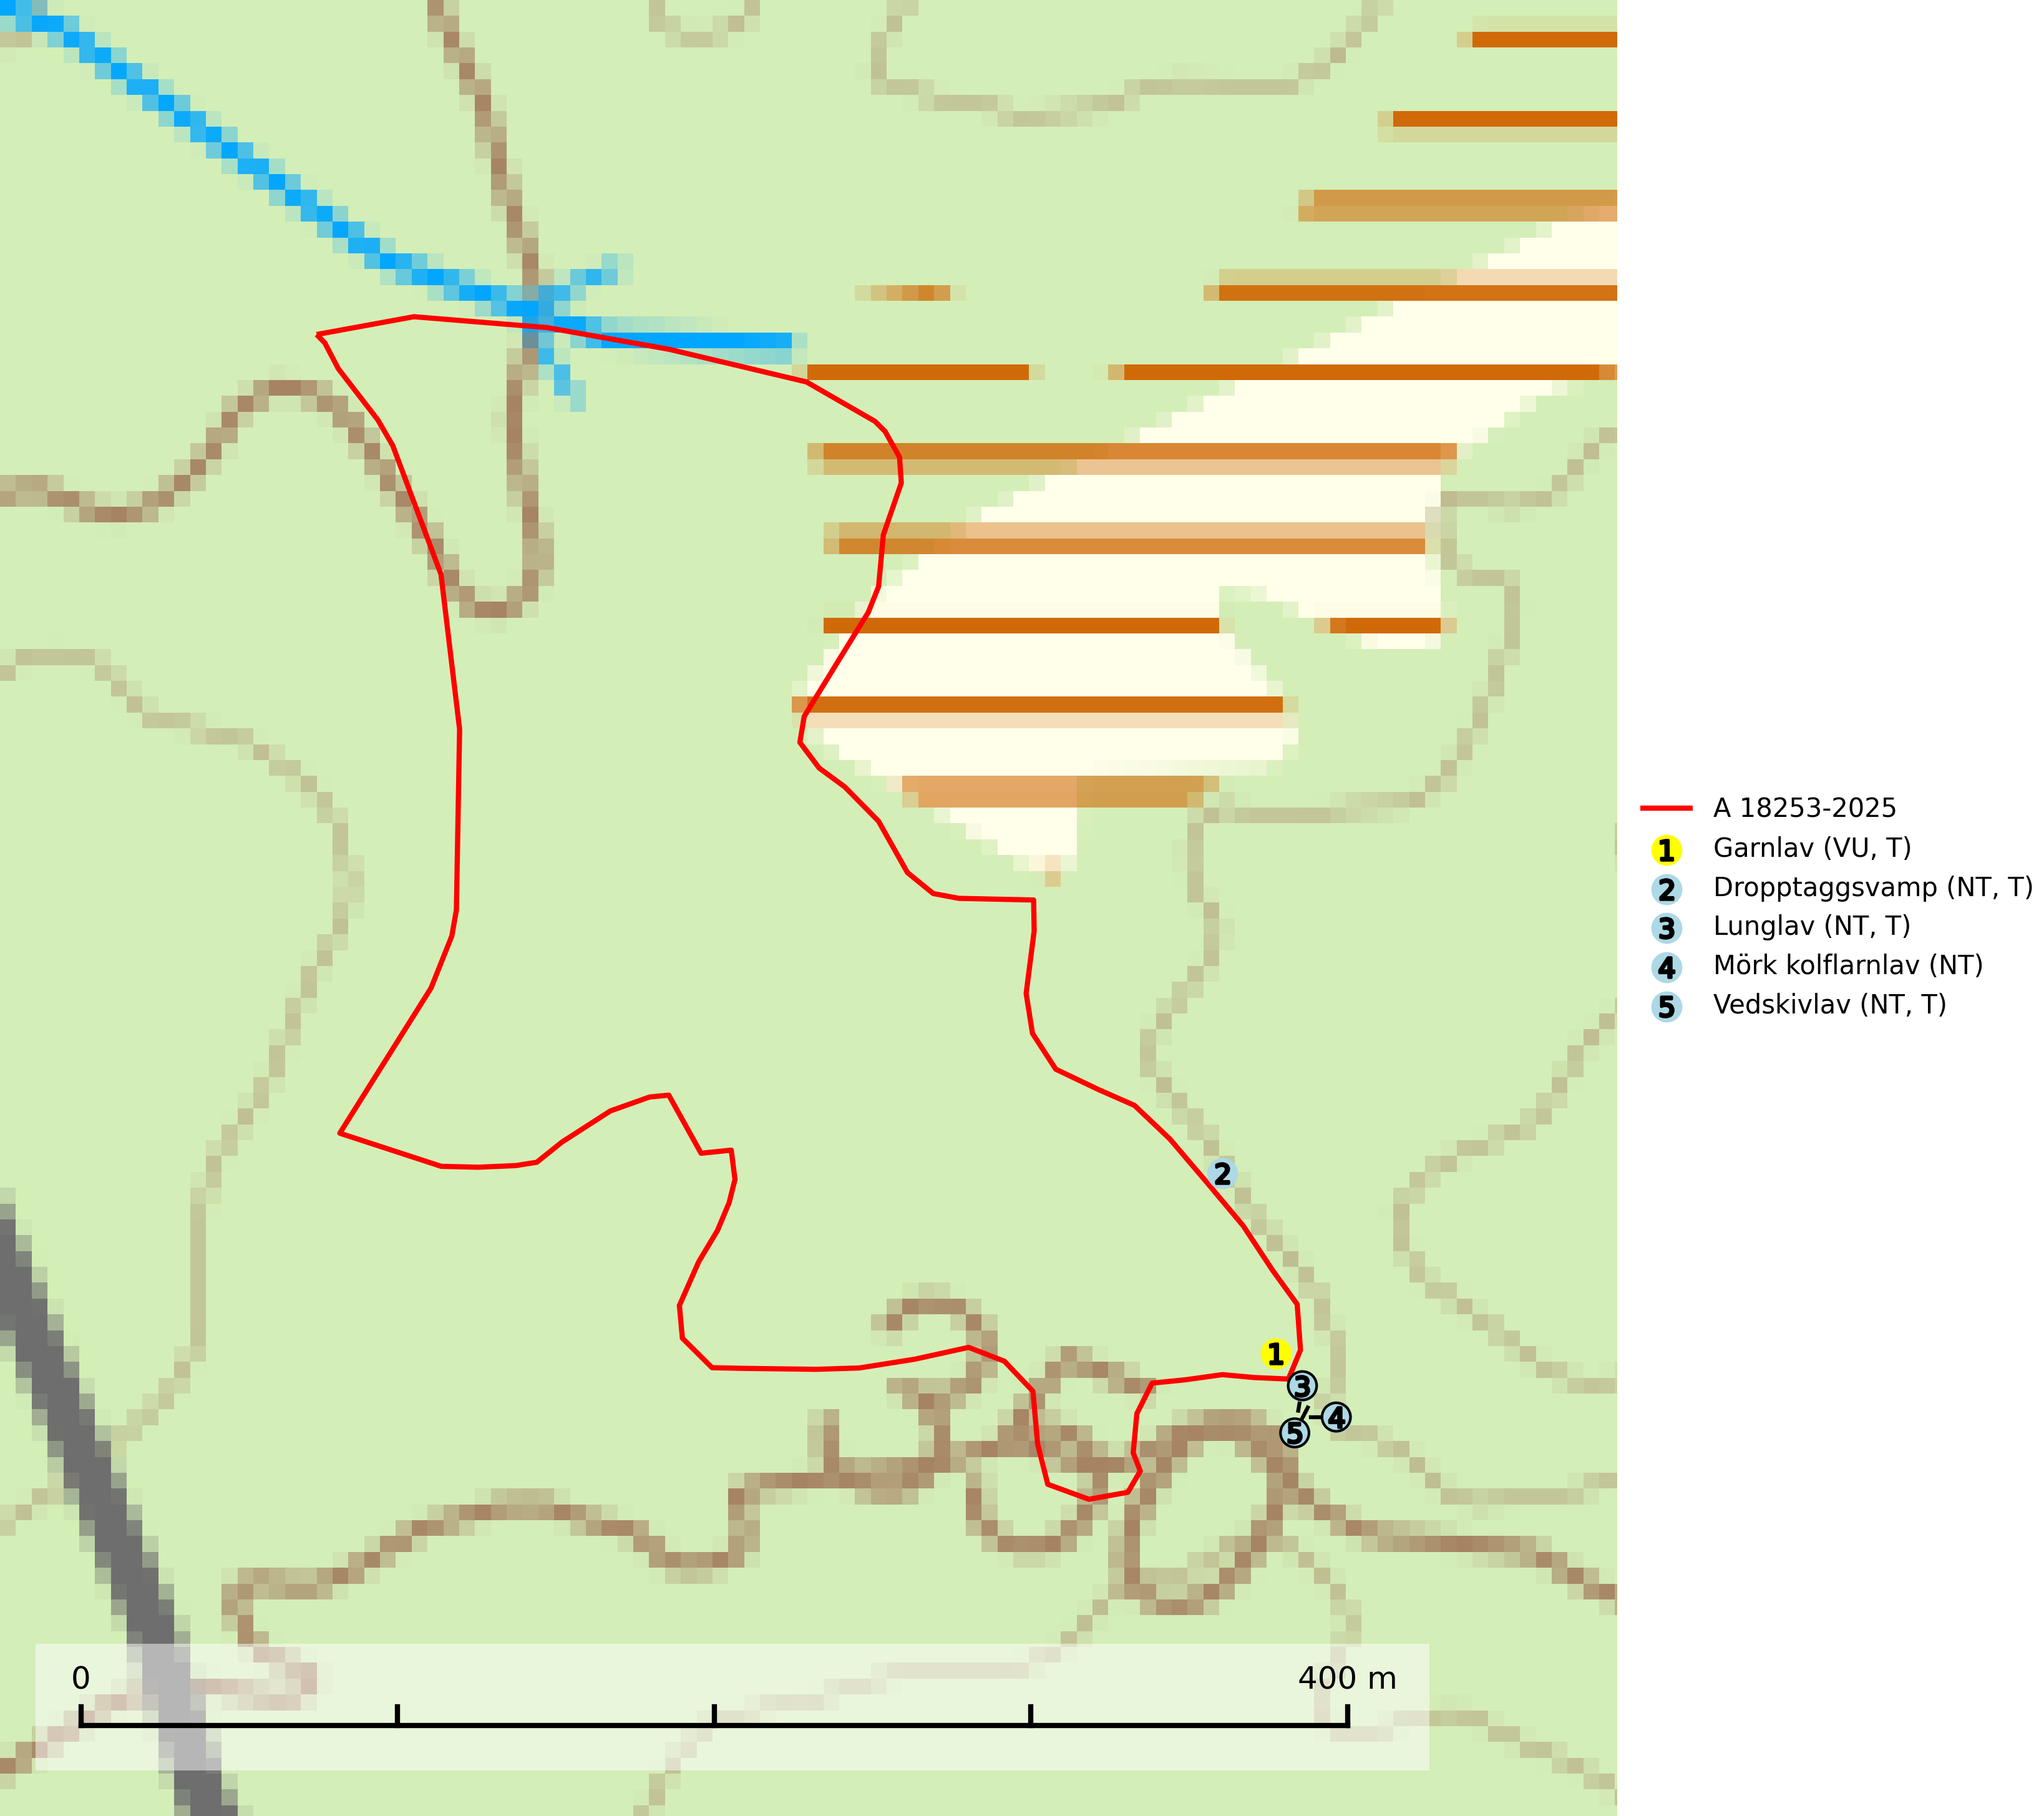 A 18253-2025
1 Garnlav (VU, T)
2 Dropptaggsvamp (NT, T)
3 Lunglav (NT, T)
4 Mörk kolflarnlav (NT)
5 Vedskivlav (NT, T)
2
1
3
4
5
0 400 m